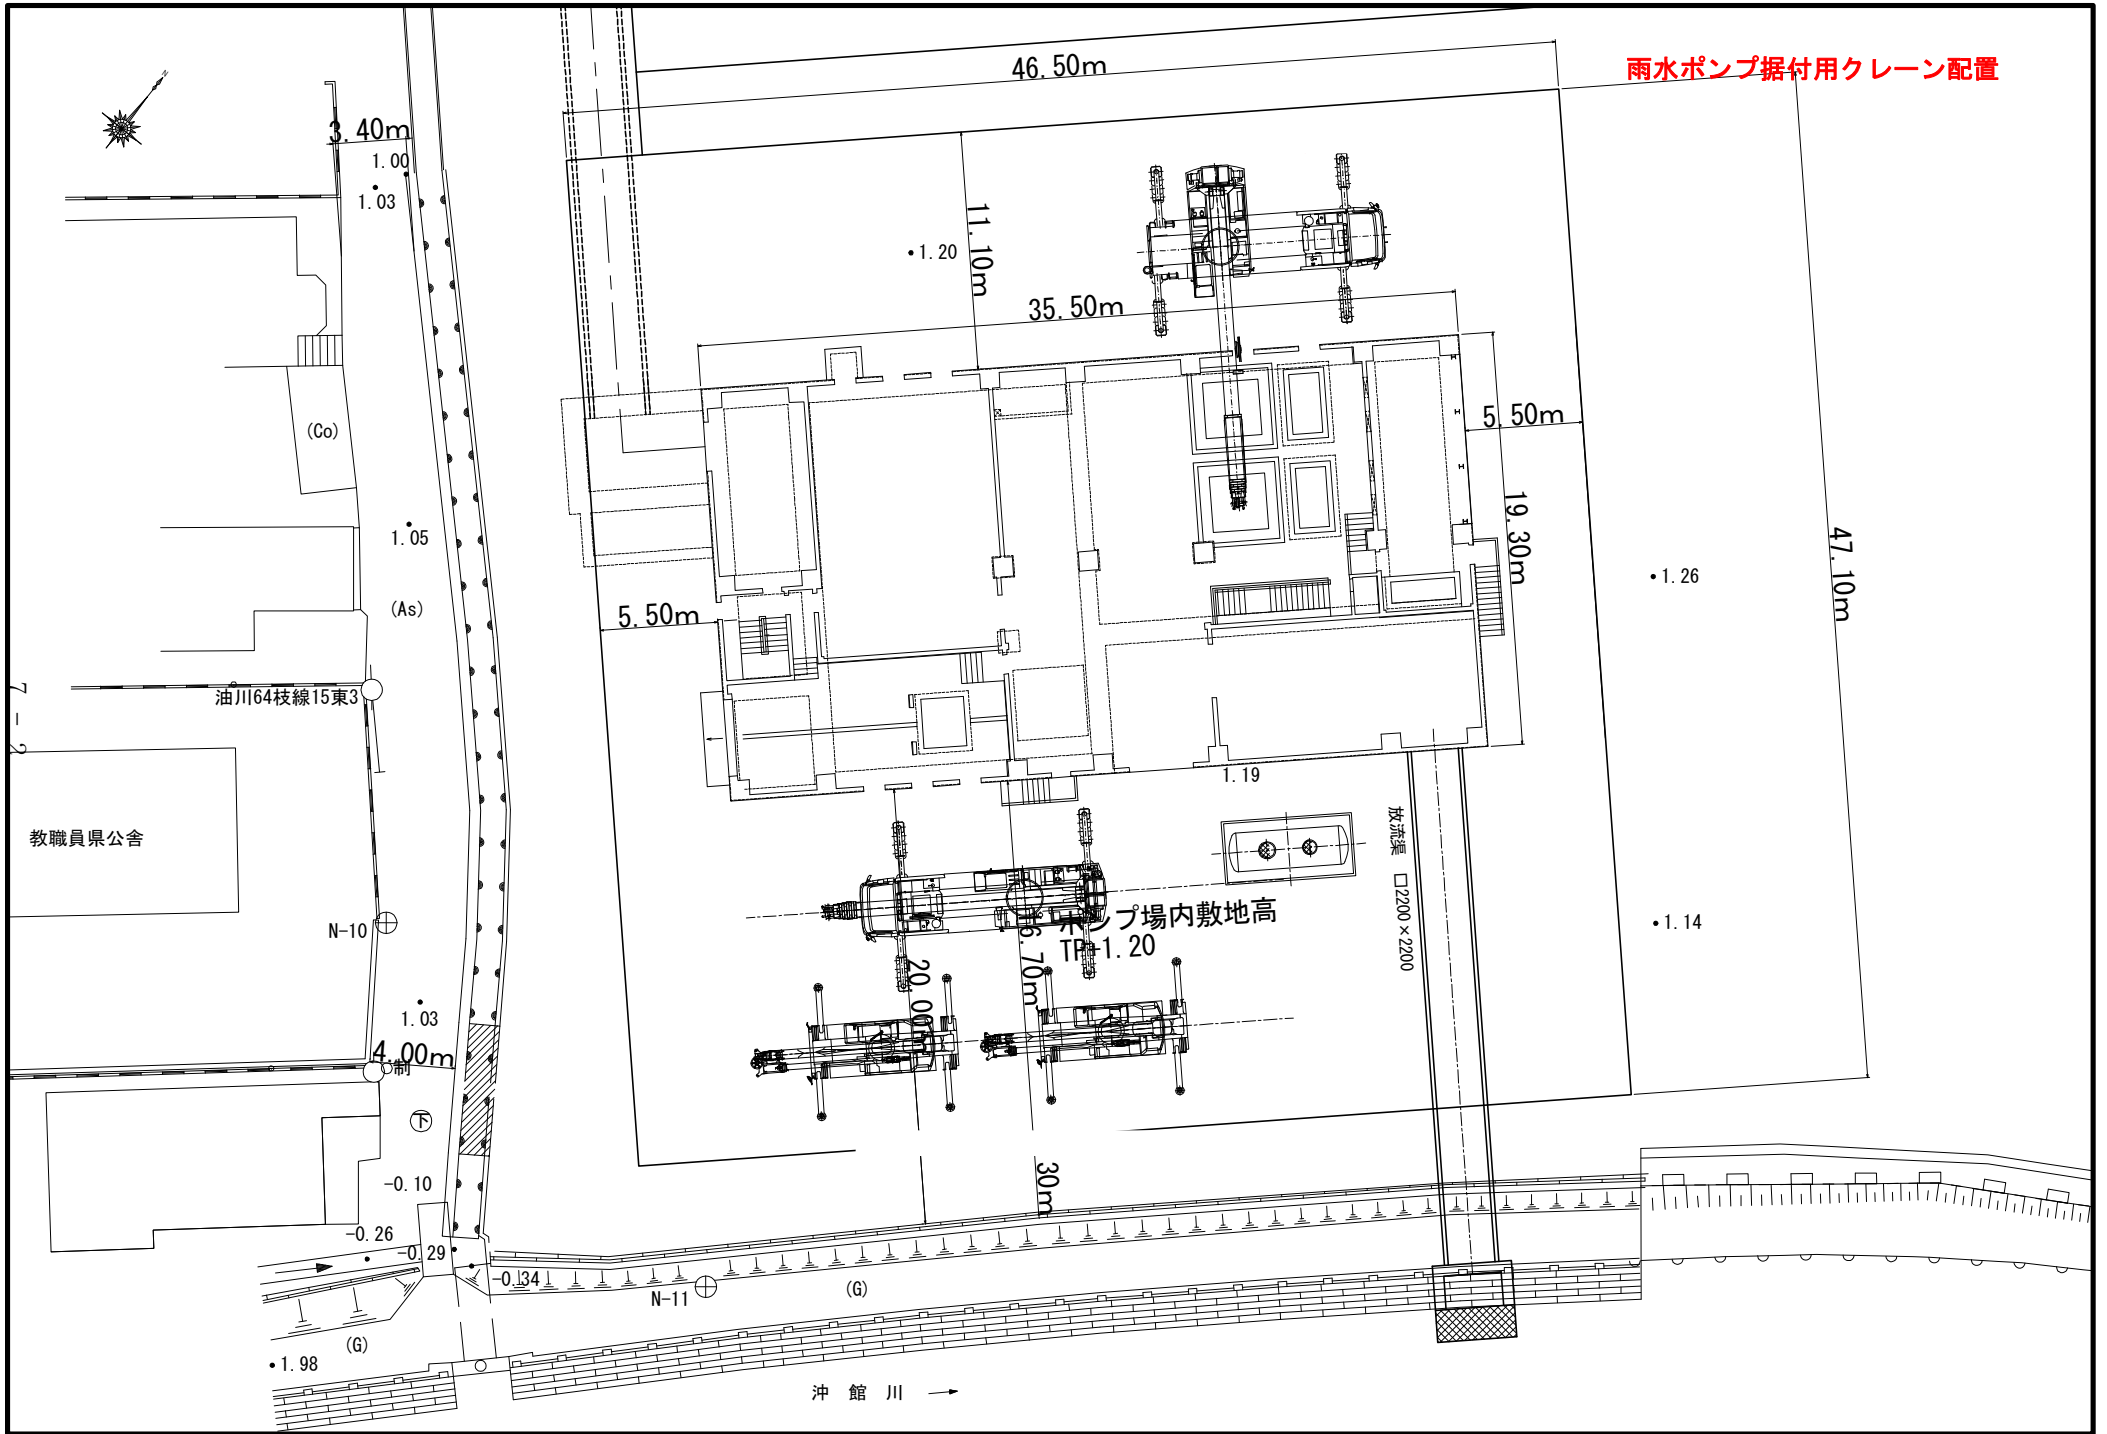 雨水ポンプ据付用クレーン配置
46.50m
3.40m
1.00
1.03
11.10m
1.20
35.50m
(Co)
5.50m
19.30m
47.10m
1.05
1.26
(As)
5.50m
油川64枝線15東3
7-2
1.19
教職員県公舎
放流渠 □2200×2200
N-10
ポンプ場内敷地高
TP+1.20
1.14
6.70m
20.00m
1.03
4.00m
制
下
-0.10
30m
-0.26
-0.29
-0.34
N-11
(G)
(G)
1.98
沖館川